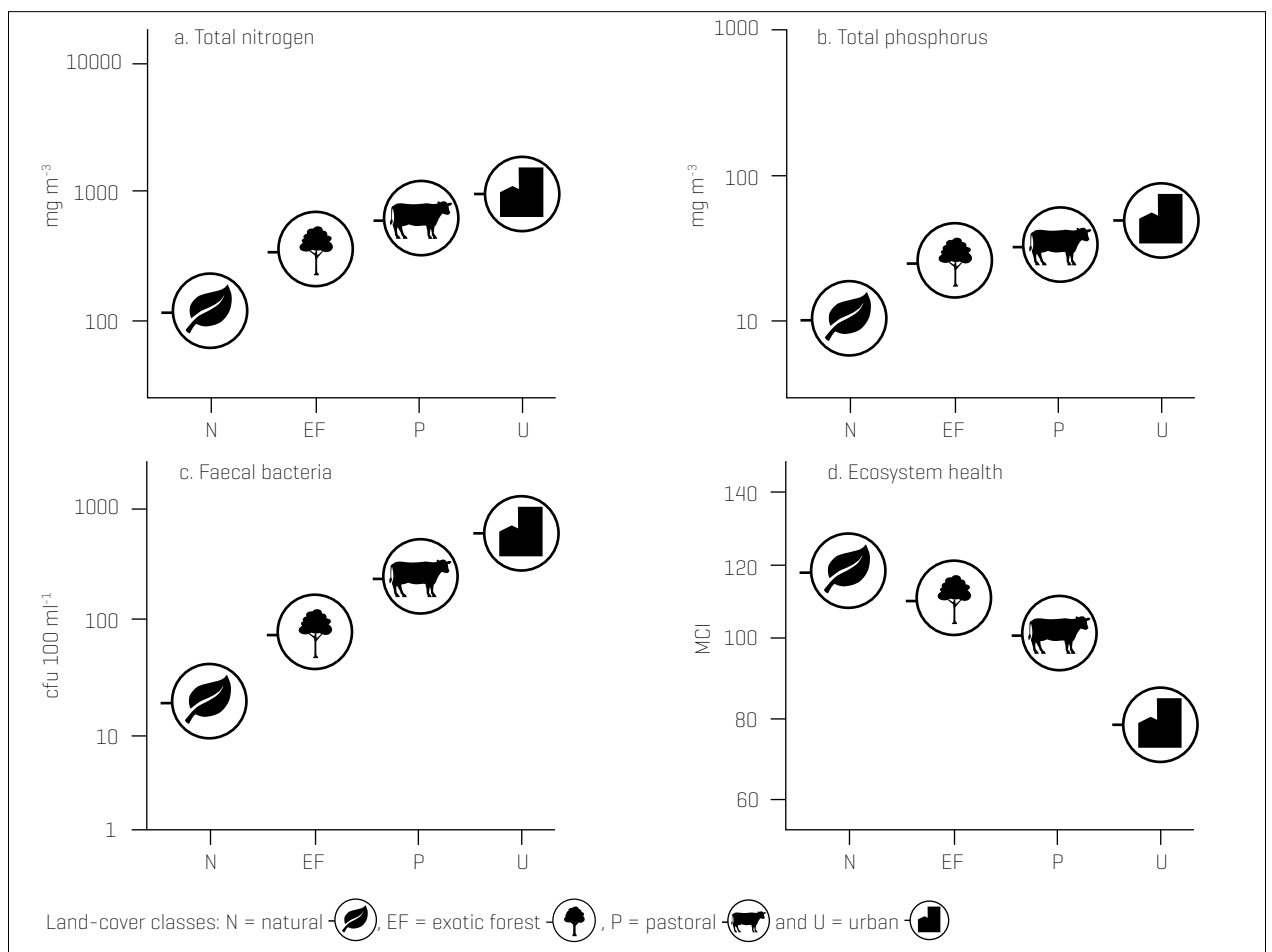 a. Total nitrogen
10000
1000
100
mg m⁻³
N EF P U
b. Total phosphorus
1000
100
10
mg m⁻³
N EF P U
c. Faecal bacteria
1000
100
10
1
cfu 100 ml⁻¹
N EF P U
d. Ecosystem health
140
120
100
80
60
MCI
N EF P U
Land-cover classes: N = natural , EF = exotic forest , P = pastoral and U = urban